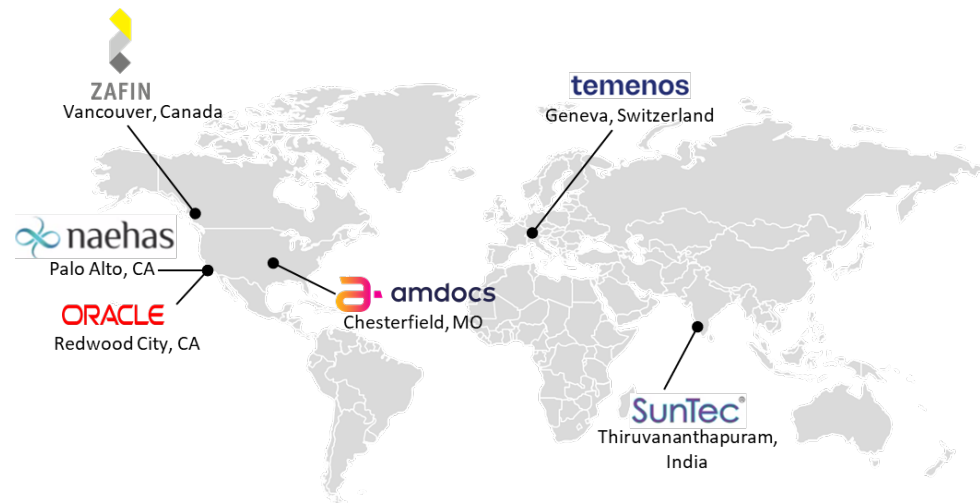 ZAFIN
Vancouver, Canada
temenos
Geneva, Switzerland
naehas
Palo Alto, CA
ORACLE
Redwood City, CA
a. amdocs
Chesterfield, MO
SunTec®
Thiruvananthapuram,
India